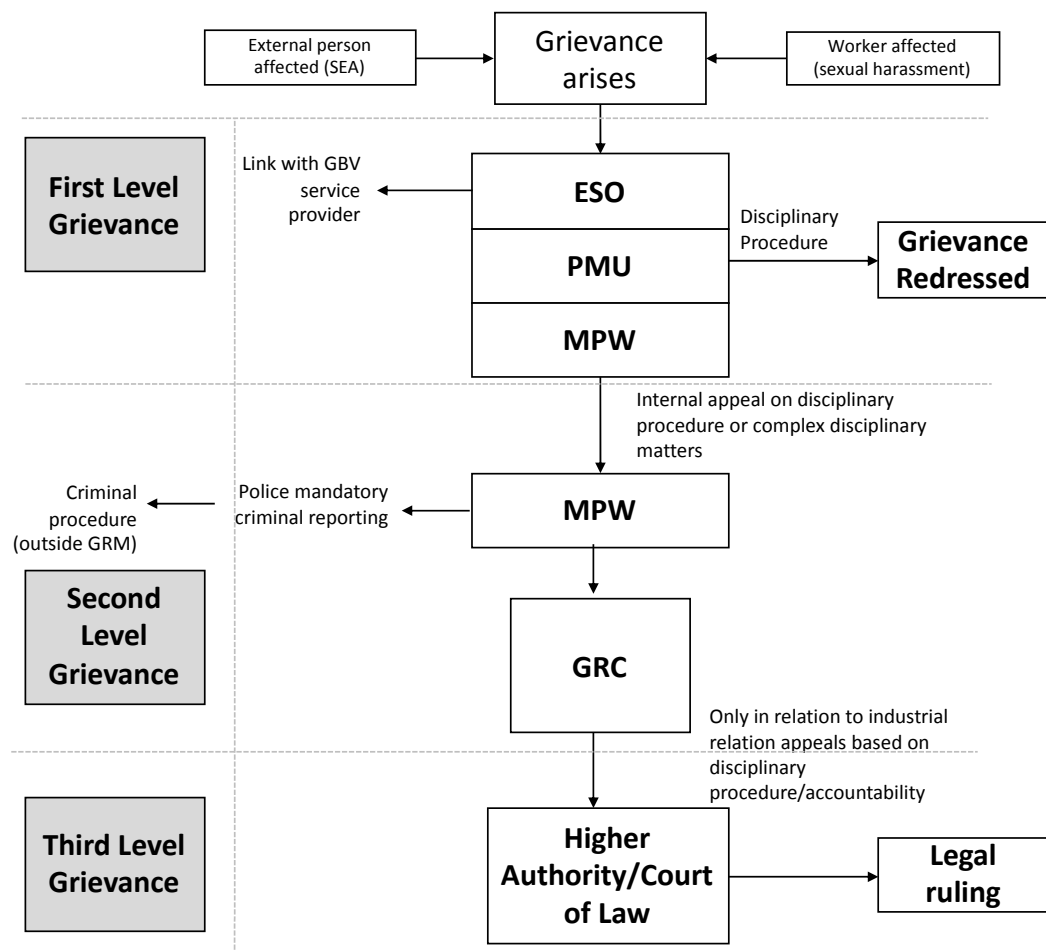 External person
affected (SEA)
Grievance
arises
Worker affected
(sexual harassment)
First Level
Grievance
Link with GBV
service
provider
ESO
PMU
MPW
Disciplinary
Procedure
Grievance
Redressed
Internal appeal on disciplinary
procedure or complex disciplinary
matters
Criminal
procedure
(outside GRM)
Police mandatory
criminal reporting
MPW
Second
Level
Grievance
GRC
Only in relation to industrial
relation appeals based on
disciplinary
procedure/accountability
Third Level
Grievance
Higher
Authority/Court
of Law
Legal
ruling